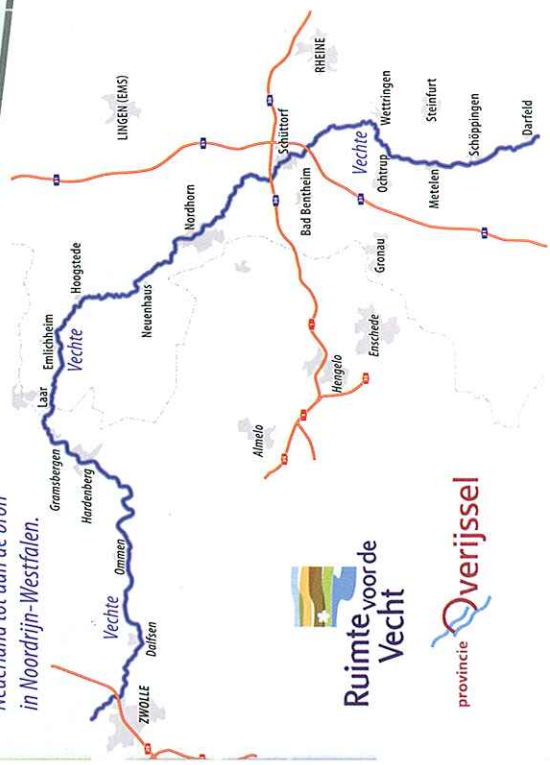 Nederland tot aan de bron
in Noordrijn-Westfalen.
ZWOLLE
Dalfsen
Vechte
Ommen
Hardenberg
Gramsbergen
Laar
Emlichheim
Vechte
Hoogstede
Neuenhaus
Nordhorn
LINGEN (EMS)
Schüttorf
Bad Bentheim
RHEINE
Vechte
Wettringen
Ochtrup
Steinfurt
Metelen
Schöppingen
Darfeld
Gronau
Enschede
Hengelo
Almelo
Ruimte voor de
Vecht
provincie Overijssel